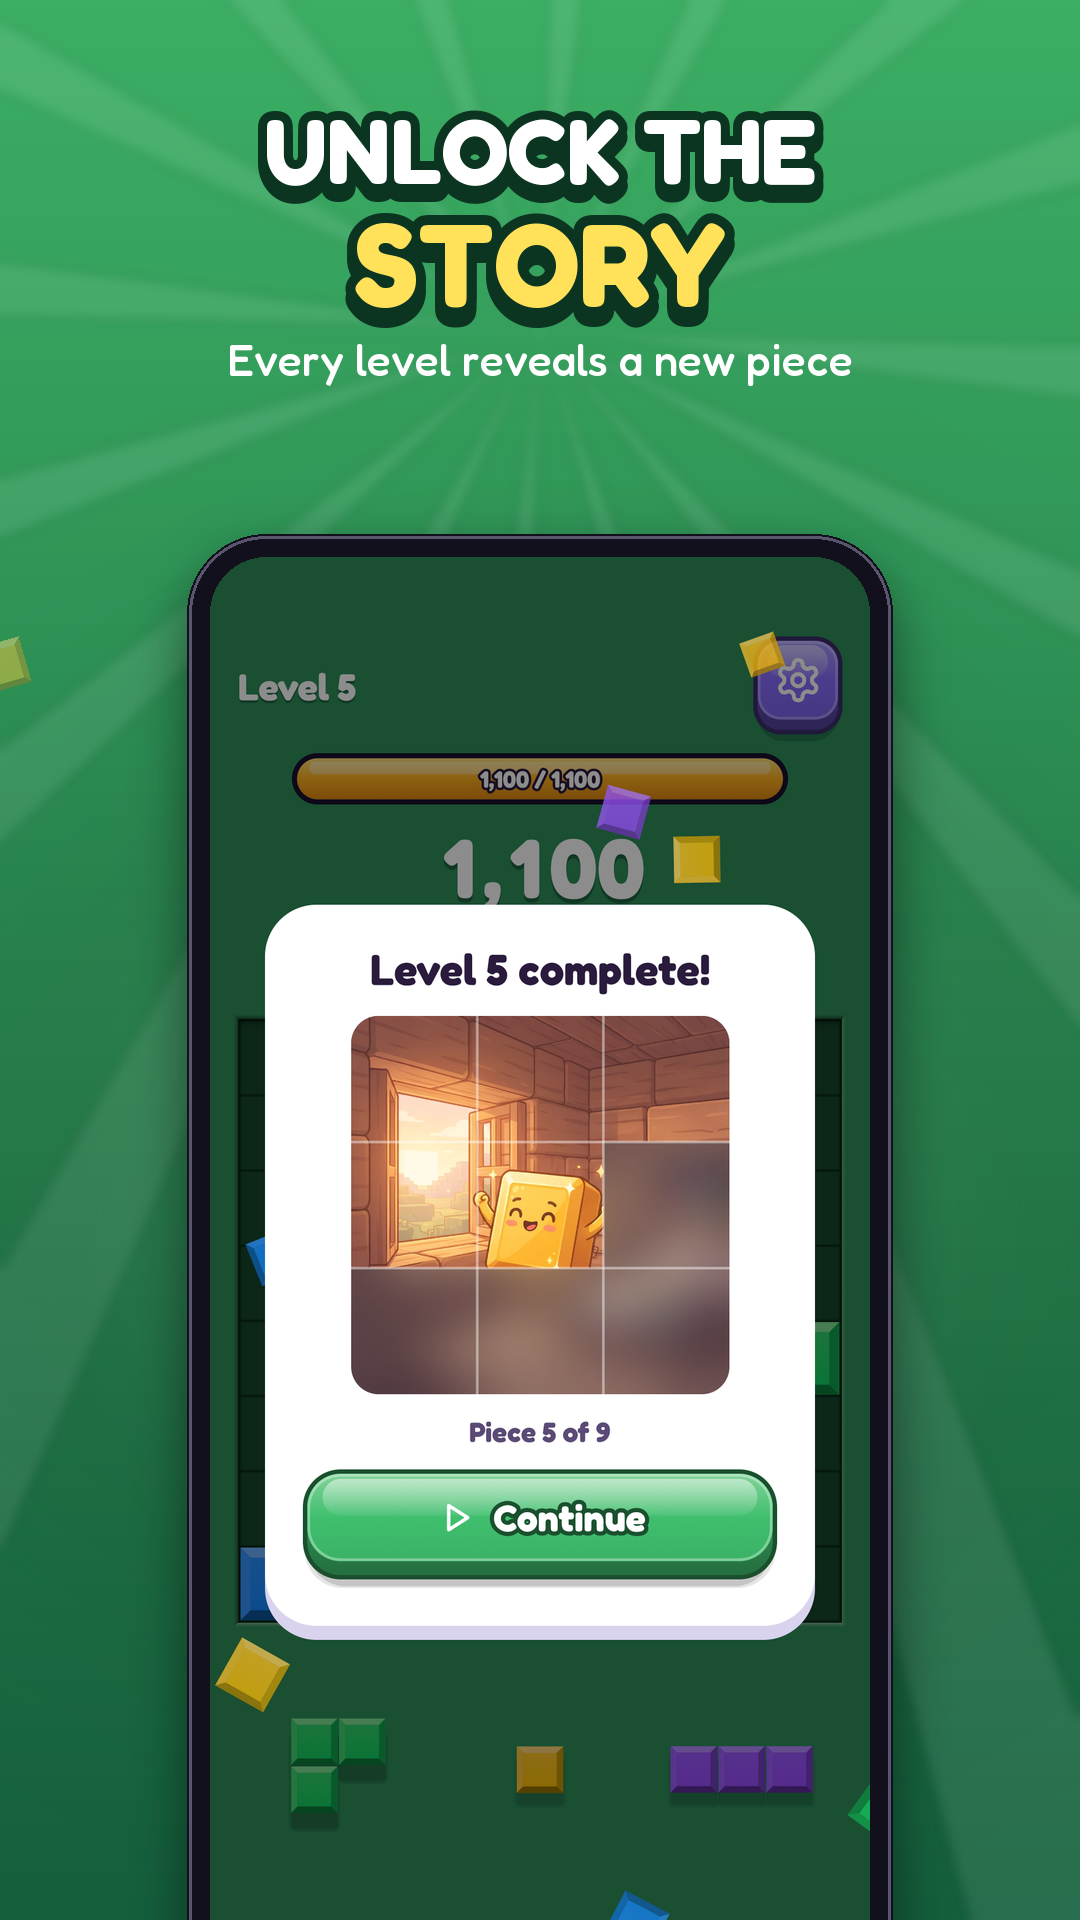 UNLOCK THE
STORY
Every level reveals a new piece
Level 5
1,100 / 1,100
1,100
Level 5 complete!
Piece 5 of 9
Continue